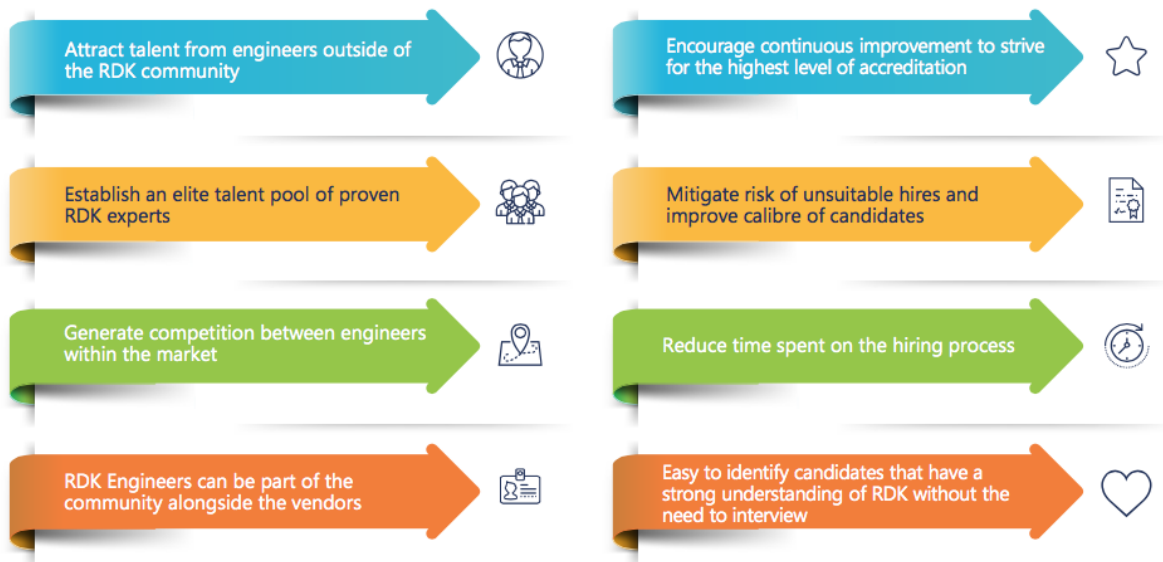 Attract talent from engineers outside of
the RDK community
Encourage continuous improvement to strive
for the highest level of accreditation
Establish an elite talent pool of proven
RDK experts
Mitigate risk of unsuitable hires and
improve calibre of candidates
Generate competition between engineers
within the market
Reduce time spent on the hiring process
RDK Engineers can be part of the
community alongside the vendors
Easy to identify candidates that have a
strong understanding of RDK without the
need to interview